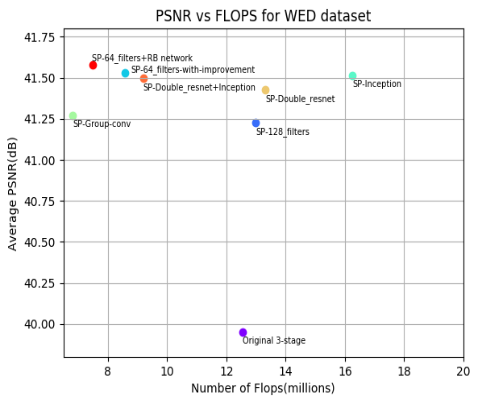 PSNR vs FLOPS for WED dataset
41.75
41.50
41.25
41.00
40.75
40.50
40.25
40.00
Average PSNR(dB)
SP-64_filters+RB network
SP-64_filters-with-improvement
SP-Double_resnet+Inception
SP-Inception
SP-Double_resnet
SP-Group-conv
SP-128_filters
Original 3-stage
8 10 12 14 16 18 20
Number of Flops(millions)